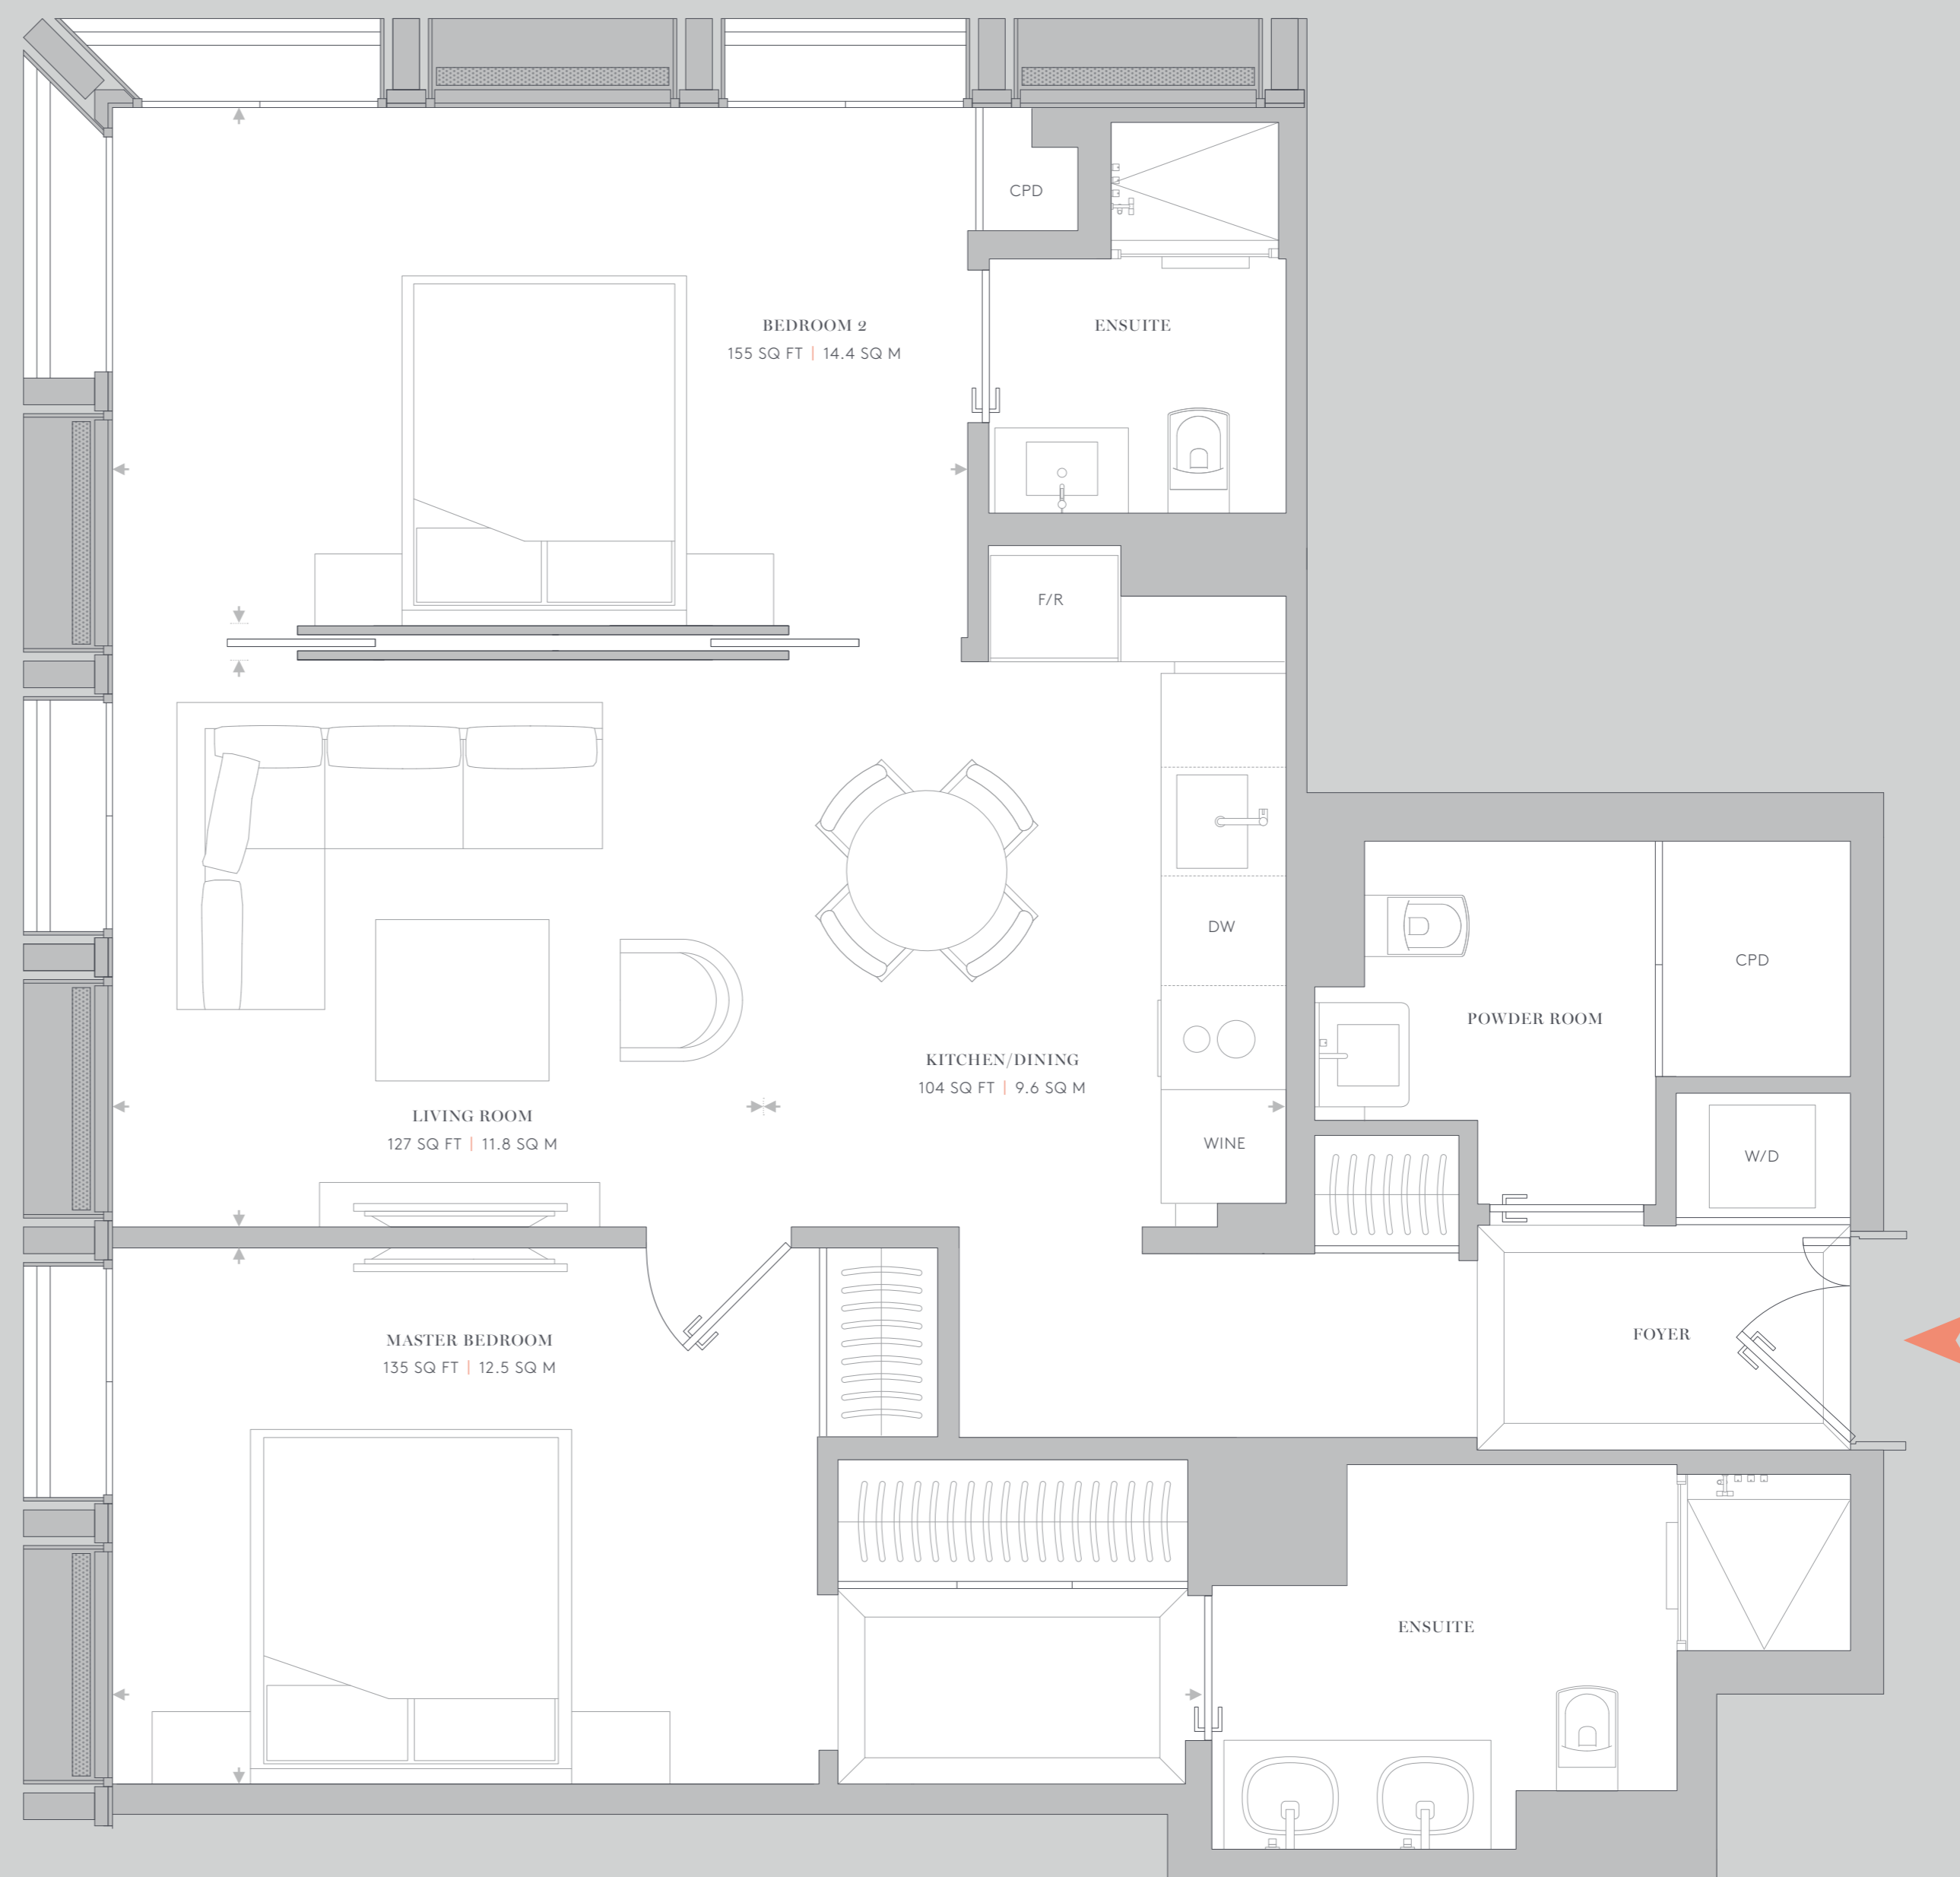 CPD
BEDROOM 2
155 SQ FT | 14.4 SQ M
ENSUITE
F/R
DW
CPD
POWDER ROOM
KITCHEN/DINING
104 SQ FT | 9.6 SQ M
LIVING ROOM
127 SQ FT | 11.8 SQ M
WINE
W/D
MASTER BEDROOM
135 SQ FT | 12.5 SQ M
FOYER
ENSUITE